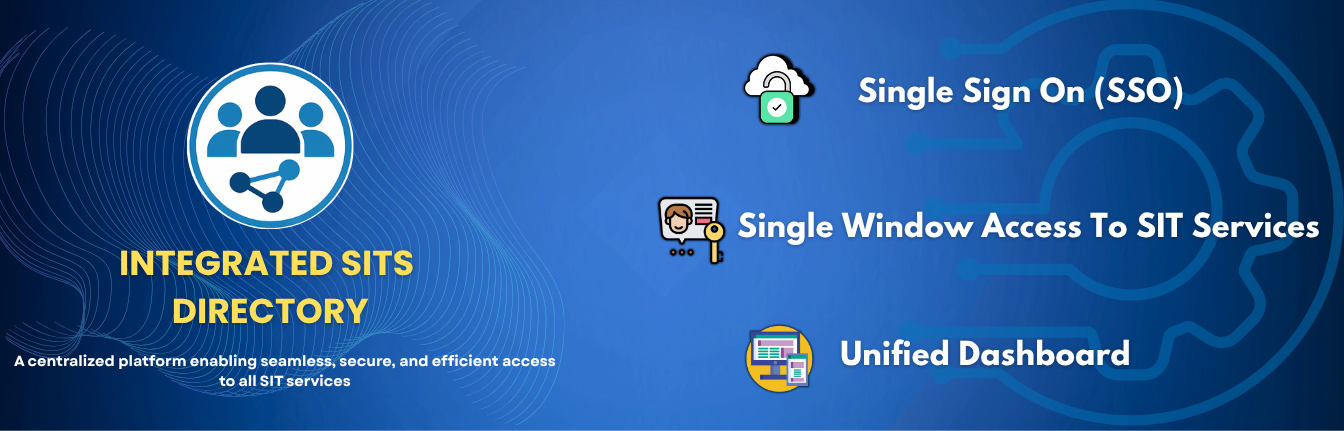 INTEGRATED SITS
DIRECTORY
A centralized platform enabling seamless, secure, and efficient access
to all SIT services
Single Sign On (SSO)
Single Window Access To SIT Services
Unified Dashboard